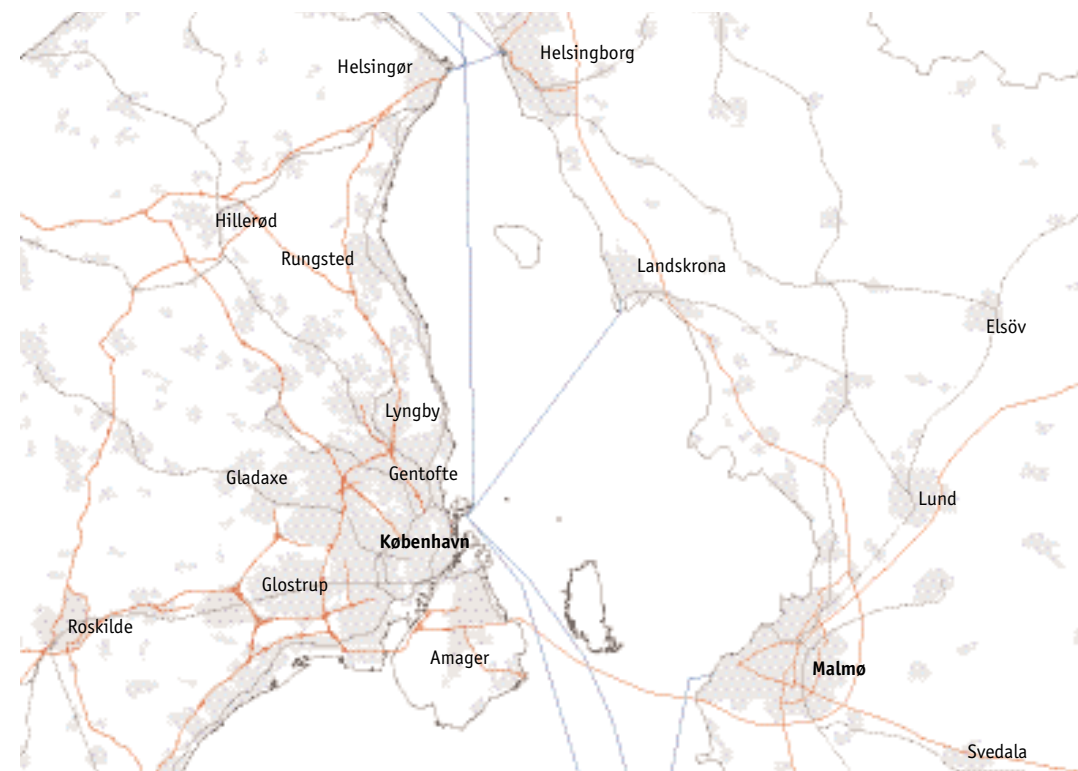 Helsingborg
Helsingør
Hillerød
Rungsted
Landskrona
Elsöv
Lyngby
Gentofte
Gladaxe
Lund
København
Glostrup
Roskilde
Amager
Malmø
Svedala